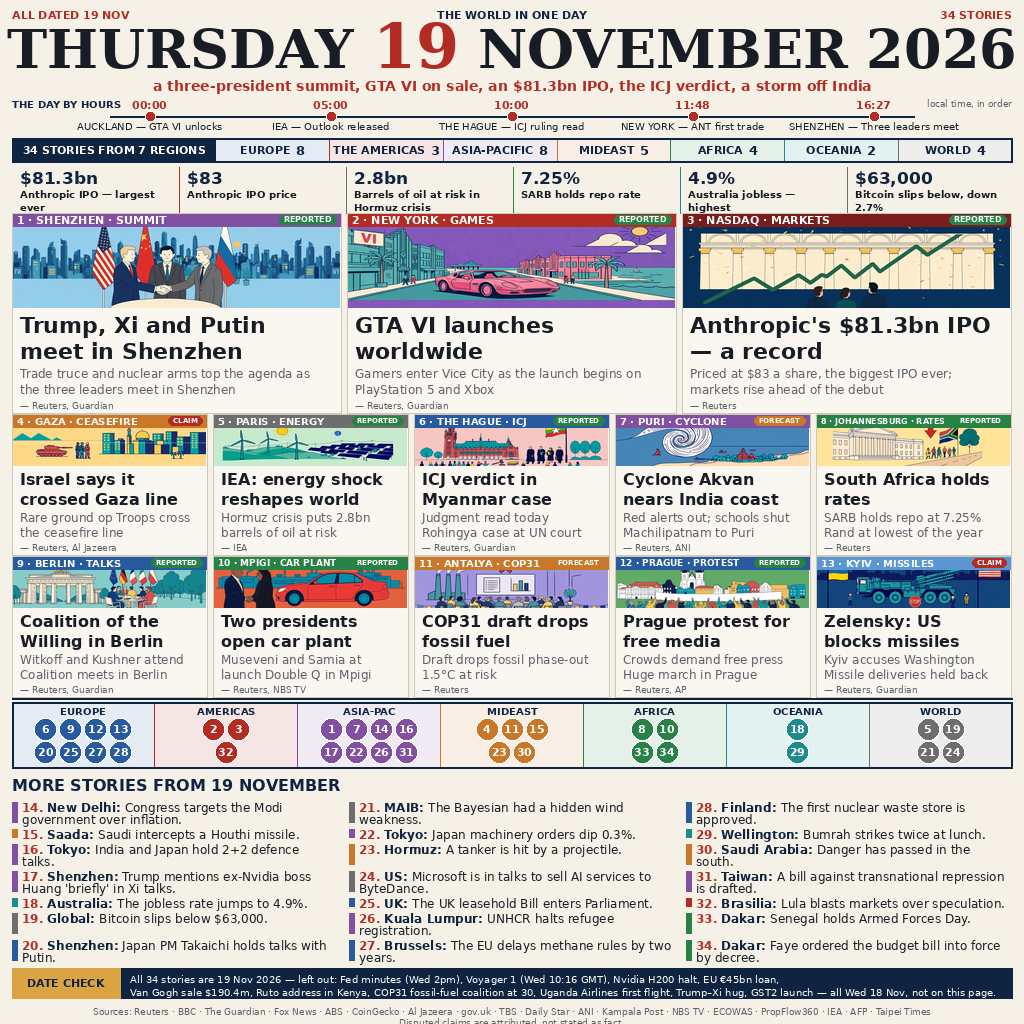 ALL DATED 19 NOV
THE WORLD IN ONE DAY
34 STORIES
THURSDAY 19 NOVEMBER 2026
a three-president summit, GTA VI on sale, an $81.3bn IPO, the ICJ verdict, a storm off India
THE DAY BY HOURS
00:00
05:00
10:00
11:48
16:27
local time, in order
AUCKLAND — GTA VI unlocks
IEA — Outlook released
THE HAGUE — ICJ ruling read
NEW YORK — ANT first trade
SHENZHEN — Three leaders meet
34 STORIES FROM 7 REGIONS
EUROPE 8
THE AMERICAS 3
ASIA-PACIFIC 8
MIDEAST 5
AFRICA 4
OCEANIA 2
WORLD 4
$81.3bn
Anthropic IPO — largest
ever
$83
Anthropic IPO price
2.8bn
Barrels of oil at risk in
Hormuz crisis
7.25%
SARB holds repo rate
4.9%
Australia jobless —
highest
$63,000
Bitcoin slips below, down
2.7%
1 · SHENZHEN · SUMMIT
REPORTED
Trump, Xi and Putin
meet in Shenzhen
Trade truce and nuclear arms top the agenda as
the three leaders meet in Shenzhen
— Reuters, Guardian
2 · NEW YORK · GAMES
REPORTED
VI
GTA VI launches
worldwide
Gamers enter Vice City as the launch begins on
PlayStation 5 and Xbox
— Reuters, Guardian
3 · NASDAQ · MARKETS
REPORTED
Anthropic's $81.3bn IPO
— a record
Priced at $83 a share, the biggest IPO ever;
markets rise ahead of the debut
— Reuters
4 · GAZA · CEASEFIRE
CLAIM
Israel says it
crossed Gaza line
Rare ground op Troops cross
the ceasefire line
— Reuters, Al Jazeera
5 · PARIS · ENERGY
REPORTED
IEA: energy shock
reshapes world
Hormuz crisis puts 2.8bn
barrels of oil at risk
— IEA
6 · THE HAGUE · ICJ
REPORTED
ICJ verdict in
Myanmar case
Judgment read today
Rohingya case at UN court
— Reuters, Guardian
7 · PURI · CYCLONE
FORECAST
Cyclone Akvan
nears India coast
Red alerts out; schools shut
Machilipatnam to Puri
— Reuters, ANI
8 · JOHANNESBURG · RATES
REPORTED
South Africa holds
rates
SARB holds repo at 7.25%
Rand at lowest of the year
— Reuters
9 · BERLIN · TALKS
REPORTED
Coalition of the
Willing in Berlin
Witkoff and Kushner attend
Coalition meets in Berlin
— Reuters, Guardian
10 · MPIGI · CAR PLANT
REPORTED
Two presidents
open car plant
Museveni and Samia at
launch Double Q in Mpigi
— Reuters, NBS TV
11 · ANTALYA · COP31
FORECAST
COP31 draft drops
fossil fuel
Draft drops fossil phase-out
1.5°C at risk
— Reuters
12 · PRAGUE · PROTEST
REPORTED
Prague protest for
free media
Crowds demand free press
Huge march in Prague
— Reuters, AP
13 · KYIV · MISSILES
CLAIM
STOP
Zelensky: US
blocks missiles
Kyiv accuses Washington
Missile deliveries held back
— Reuters, Guardian
EUROPE
6 9 12 13
20 25 27 28
AMERICAS
2 3
32
ASIA-PAC
1 7 14 16
17 22 26 31
MIDEAST
4 11 15
23 30
AFRICA
8 10
33 34
OCEANIA
18
29
WORLD
5 19
21 24
MORE STORIES FROM 19 NOVEMBER
14. New Delhi: Congress targets the Modi
government over inflation.
15. Saada: Saudi intercepts a Houthi missile.
16. Tokyo: India and Japan hold 2+2 defence
talks.
17. Shenzhen: Trump mentions ex-Nvidia boss
Huang 'briefly' in Xi talks.
18. Australia: The jobless rate jumps to 4.9%.
19. Global: Bitcoin slips below $63,000.
20. Shenzhen: Japan PM Takaichi holds talks with
Putin.
21. MAIB: The Bayesian had a hidden wind
weakness.
22. Tokyo: Japan machinery orders dip 0.3%.
23. Hormuz: A tanker is hit by a projectile.
24. US: Microsoft is in talks to sell AI services to
ByteDance.
25. UK: The UK leasehold Bill enters Parliament.
26. Kuala Lumpur: UNHCR halts refugee
registration.
27. Brussels: The EU delays methane rules by two
years.
28. Finland: The first nuclear waste store is
approved.
29. Wellington: Bumrah strikes twice at lunch.
30. Saudi Arabia: Danger has passed in the
south.
31. Taiwan: A bill against transnational repression
is drafted.
32. Brasilia: Lula blasts markets over speculation.
33. Dakar: Senegal holds Armed Forces Day.
34. Dakar: Faye ordered the budget bill into force
by decree.
DATE CHECK
All 34 stories are 19 Nov 2026 — left out: Fed minutes (Wed 2pm), Voyager 1 (Wed 10:16 GMT), Nvidia H200 halt, EU €45bn loan,
Van Gogh sale $190.4m, Ruto address in Kenya, COP31 fossil-fuel coalition at 30, Uganda Airlines first flight, Trump–Xi hug, GST2 launch — all Wed 18 Nov, not on this page.
Sources: Reuters · BBC · The Guardian · Fox News · ABS · CoinGecko · Al Jazeera · gov.uk · TBS · Daily Star · ANI · Kampala Post · NBS TV · ECOWAS · PropFlow360 · IEA · AFP · Taipei Times
Disputed claims are attributed, not stated as fact.